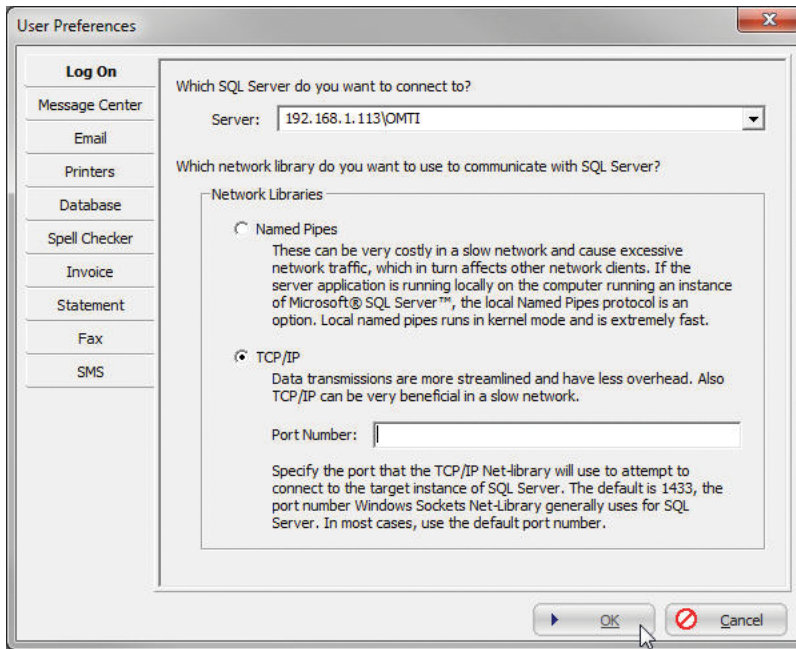 User Preferences
Log On
Message Center
Email
Printers
Database
Spell Checker
Invoice
Statement
Fax
SMS
Which SQL Server do you want to connect to?
Server: 192.168.1.113\OMTI
Which network library do you want to use to communicate with SQL Server?
Network Libraries
Named Pipes
These can be very costly in a slow network and cause excessive
network traffic, which in turn affects other network clients. If the
server application is running locally on the computer running an instance
of Microsoft® SQL Server™, the local Named Pipes protocol is an
option. Local named pipes runs in kernel mode and is extremely fast.
TCP/IP
Data transmissions are more streamlined and have less overhead. Also
TCP/IP can be very beneficial in a slow network.
Port Number:
Specify the port that the TCP/IP Net-library will use to attempt to
connect to the target instance of SQL Server. The default is 1433, the
port number Windows Sockets Net-Library generally uses for SQL
Server. In most cases, use the default port number.
OK
Cancel